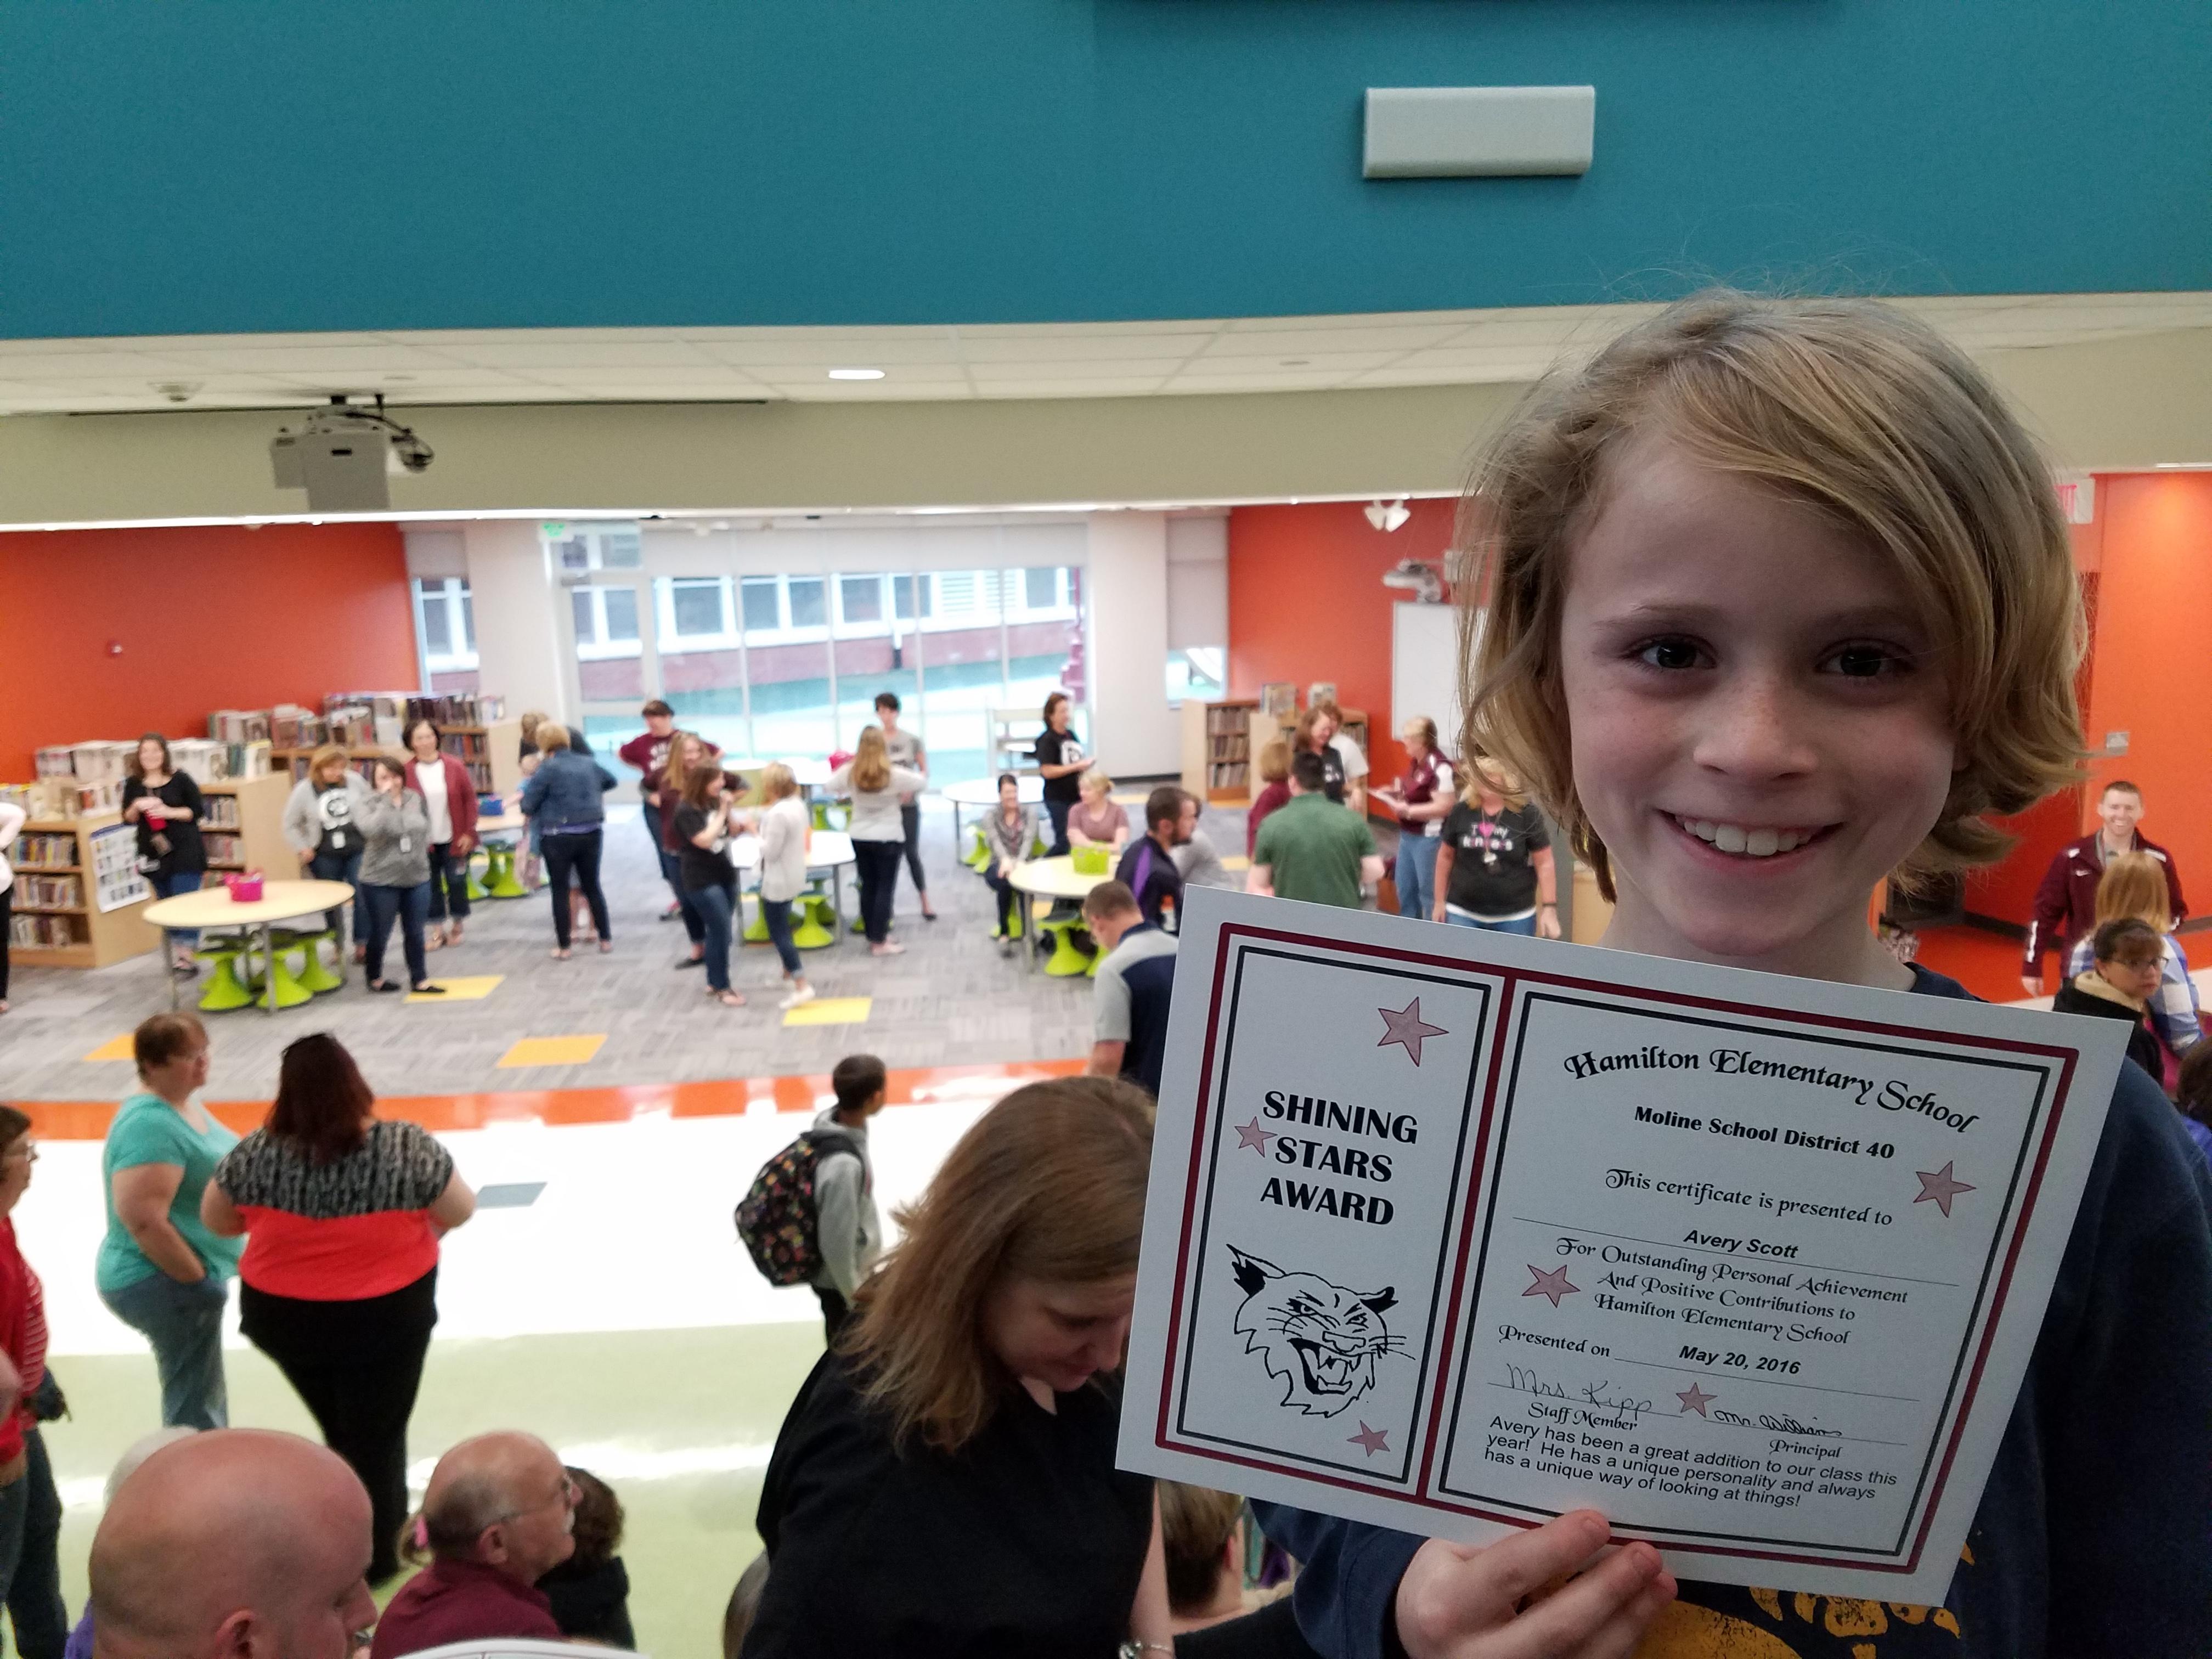 SHINING
STARS
AWARD
Hamilton Elementary School
Moline School District 40
This certificate is presented to
Avery Scott
For Outstanding Personal Achievement
And Positive Contributions to
Hamilton Elementary School
Presented on May 20, 2016
Mrs. Kipp
Staff Member
Mr. Williams
Principal
Avery has been a great addition to our class this
year! He has a unique personality and always
has a unique way of looking at things!